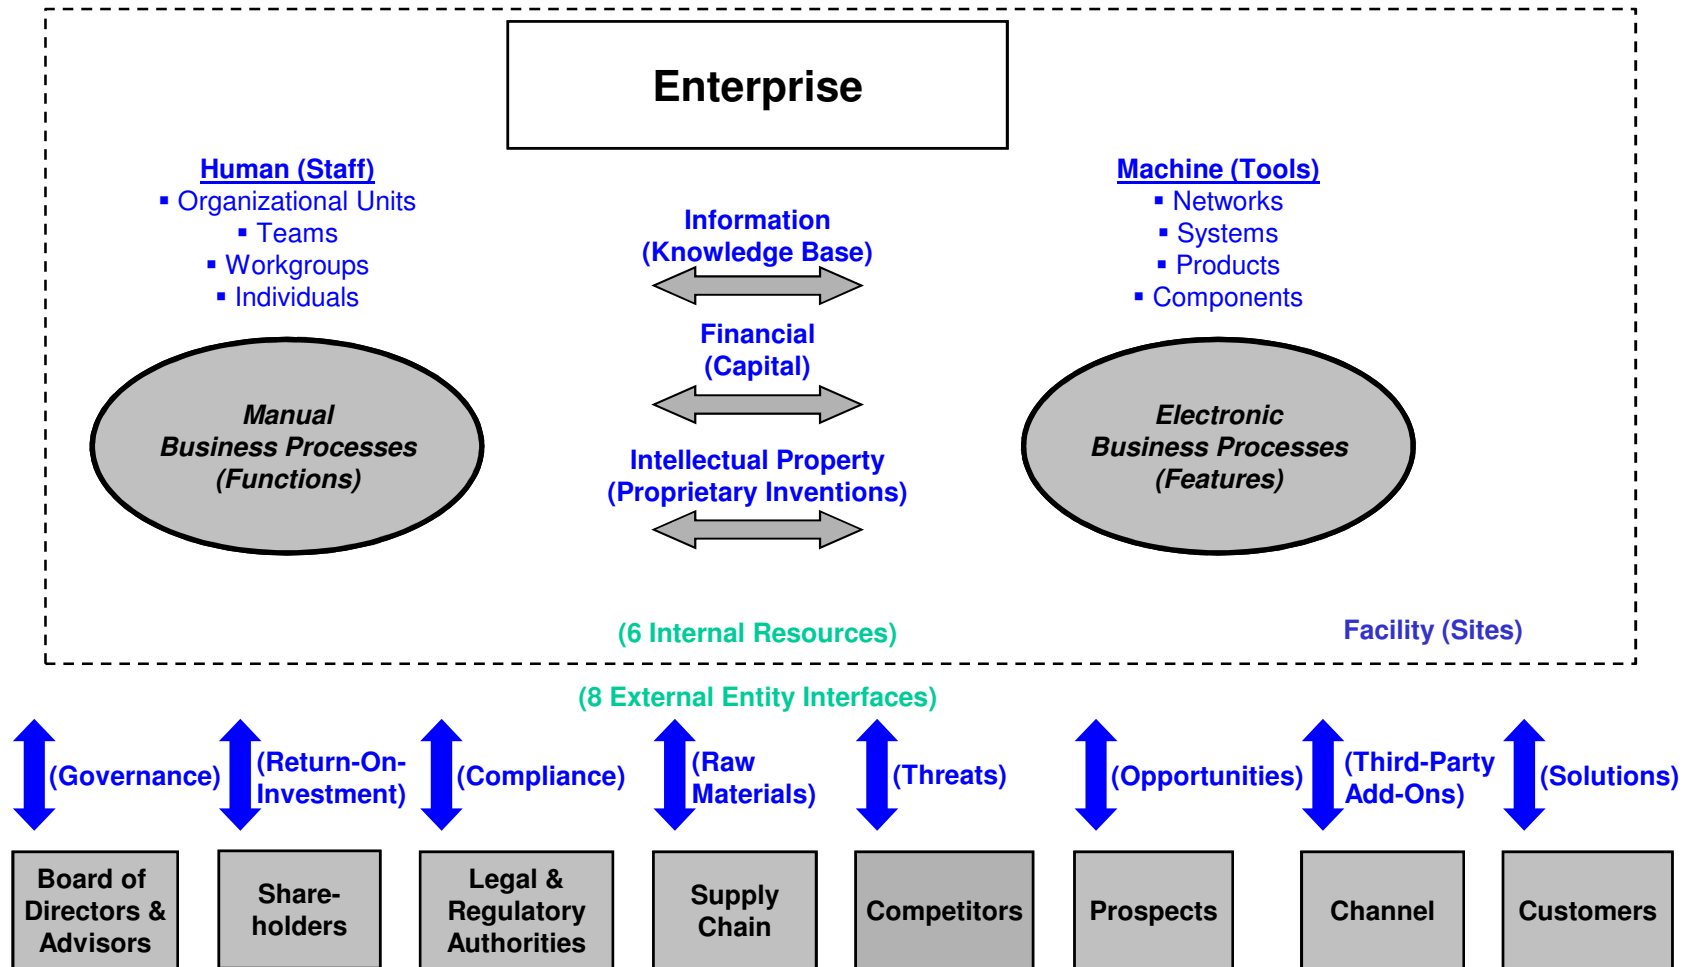 Enterprise
Human (Staff)
▪ Organizational Units
▪ Teams
▪ Workgroups
▪ Individuals
Information
(Knowledge Base)
Financial
(Capital)
Intellectual Property
(Proprietary Inventions)
Machine (Tools)
▪ Networks
▪ Systems
▪ Products
▪ Components
Manual
Business Processes
(Functions)
Electronic
Business Processes
(Features)
(6 Internal Resources)
Facility (Sites)
(8 External Entity Interfaces)
(Governance)
(Return-On-
Investment)
(Compliance)
(Raw
Materials)
(Threats)
(Opportunities)
(Third-Party
Add-Ons)
(Solutions)
Board of
Directors &
Advisors
Share-
holders
Legal &
Regulatory
Authorities
Supply
Chain
Competitors
Prospects
Channel
Customers